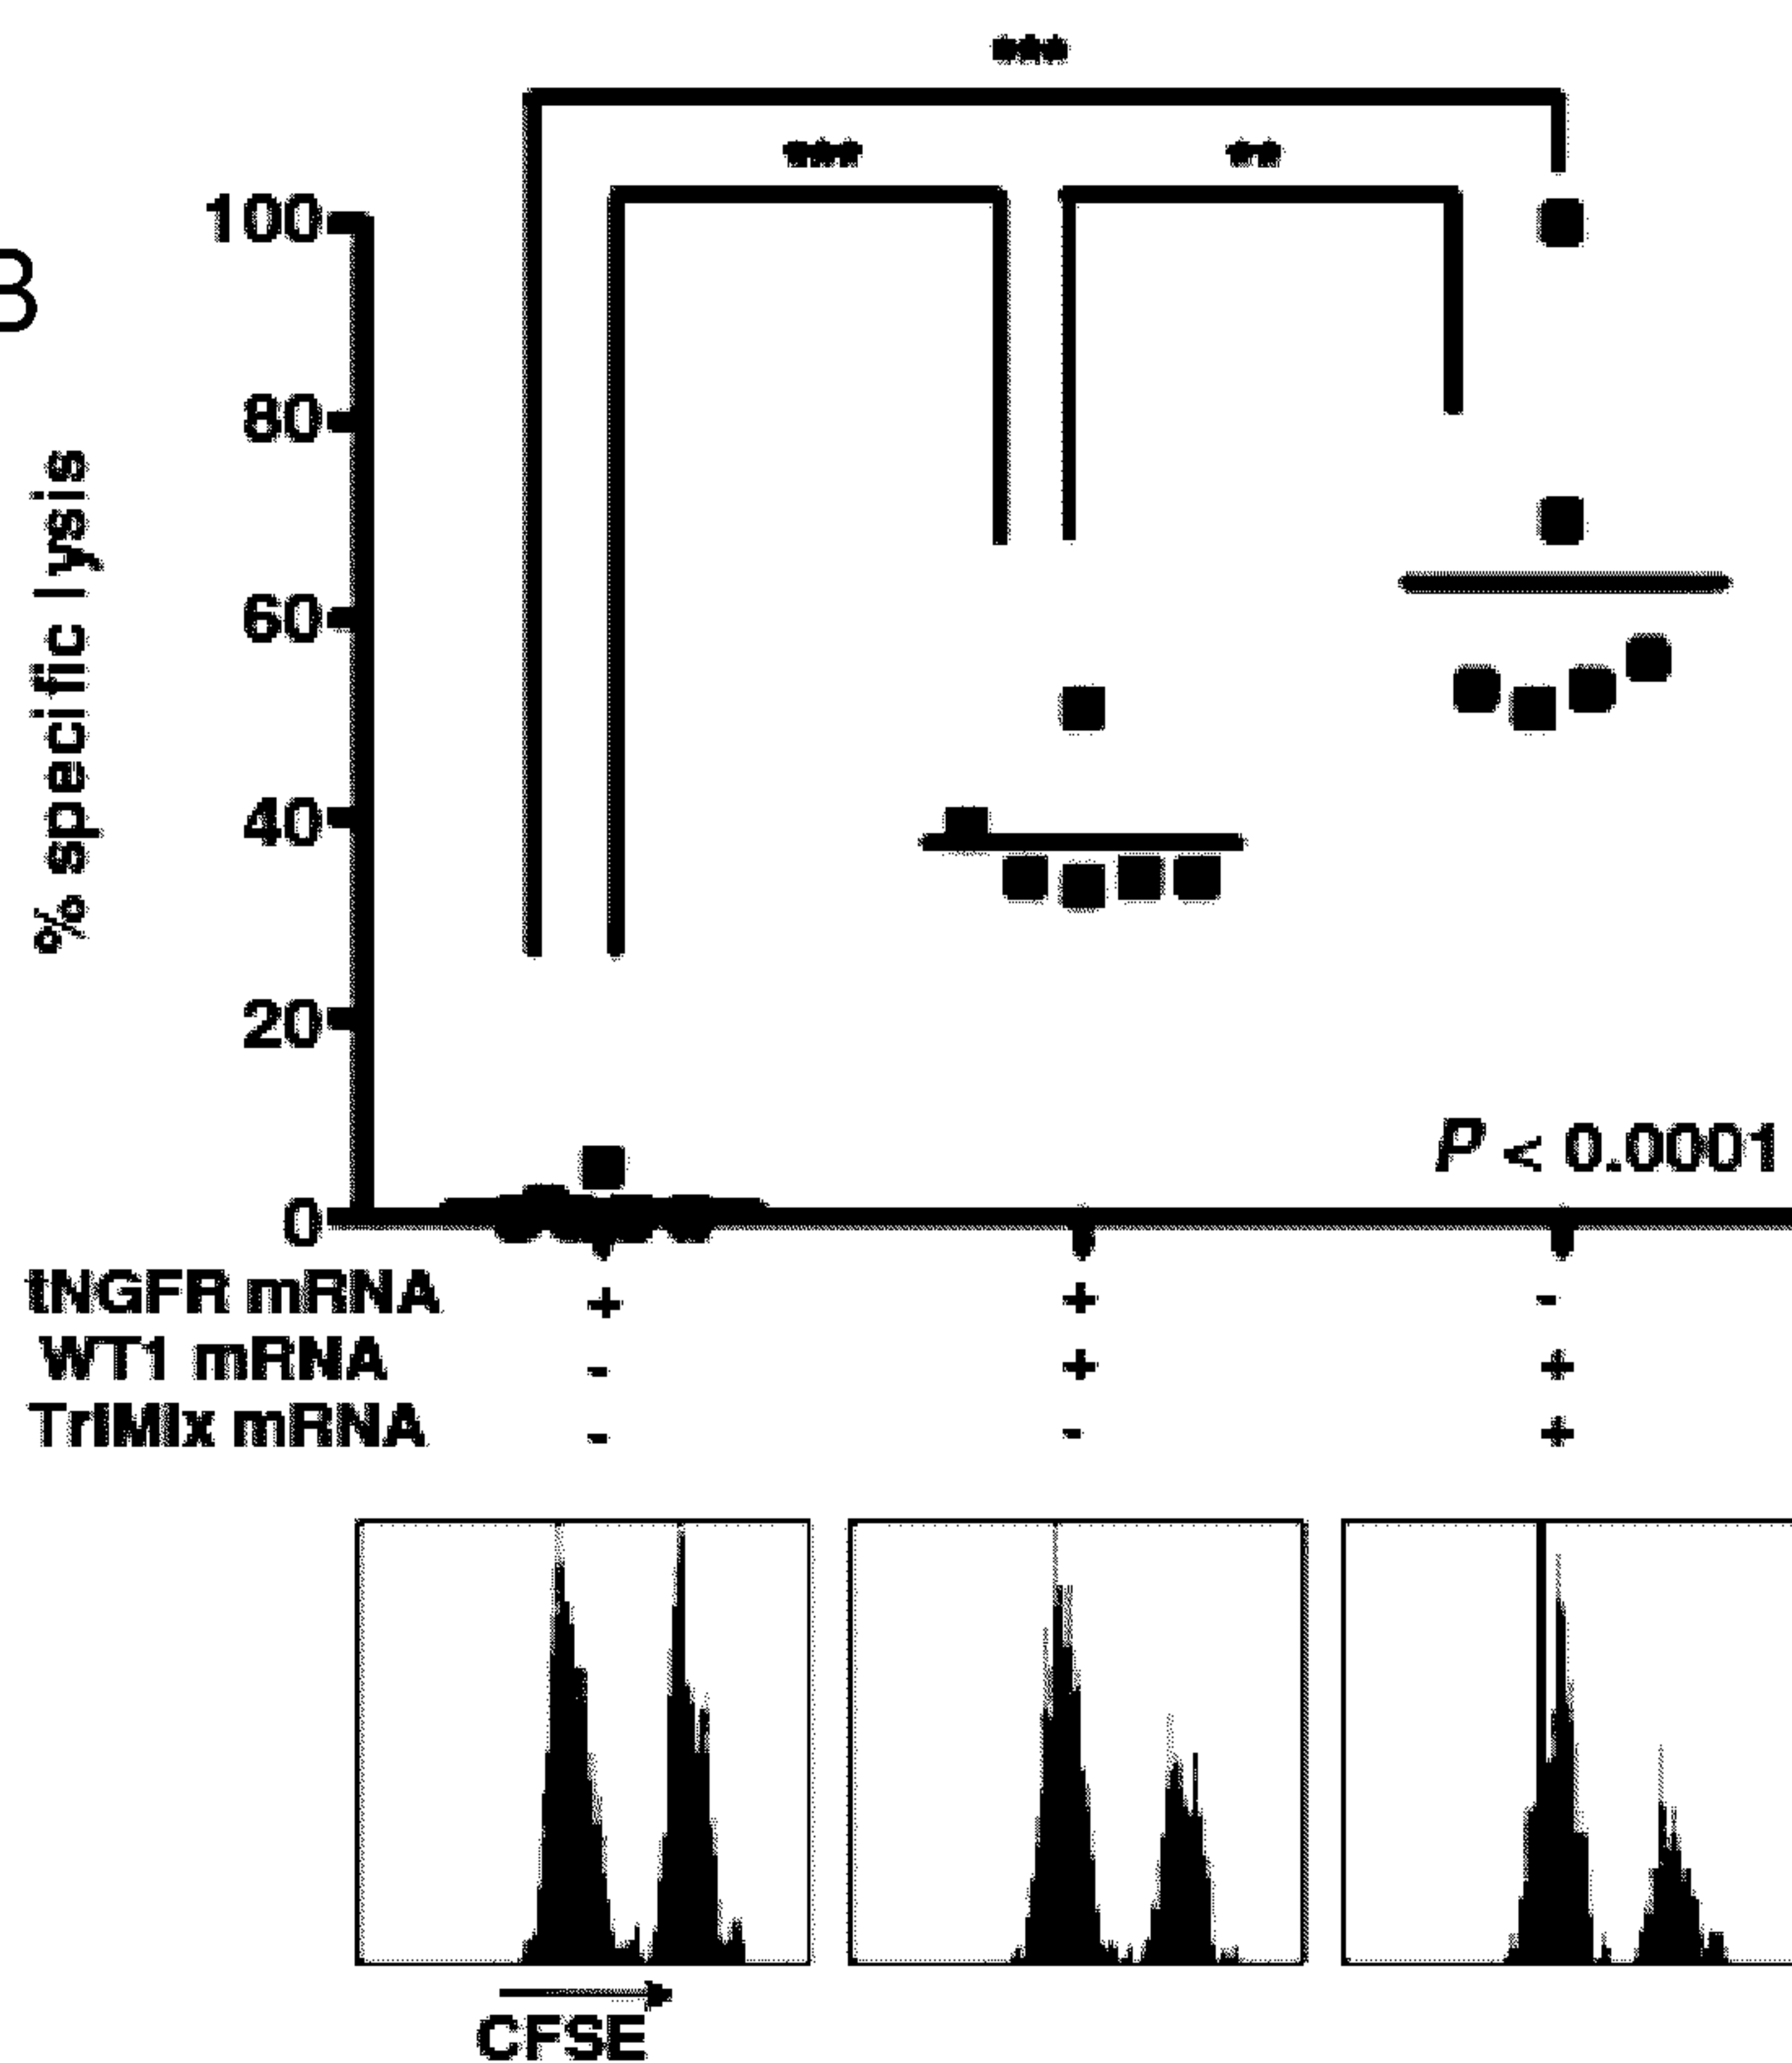 ***
*** **
B
100
80
60
40
20
0
% specific lysis
P < 0.0001
tNGFR mRNA + + -
WT1 mRNA - + +
TriMix mRNA - - +
CFSE